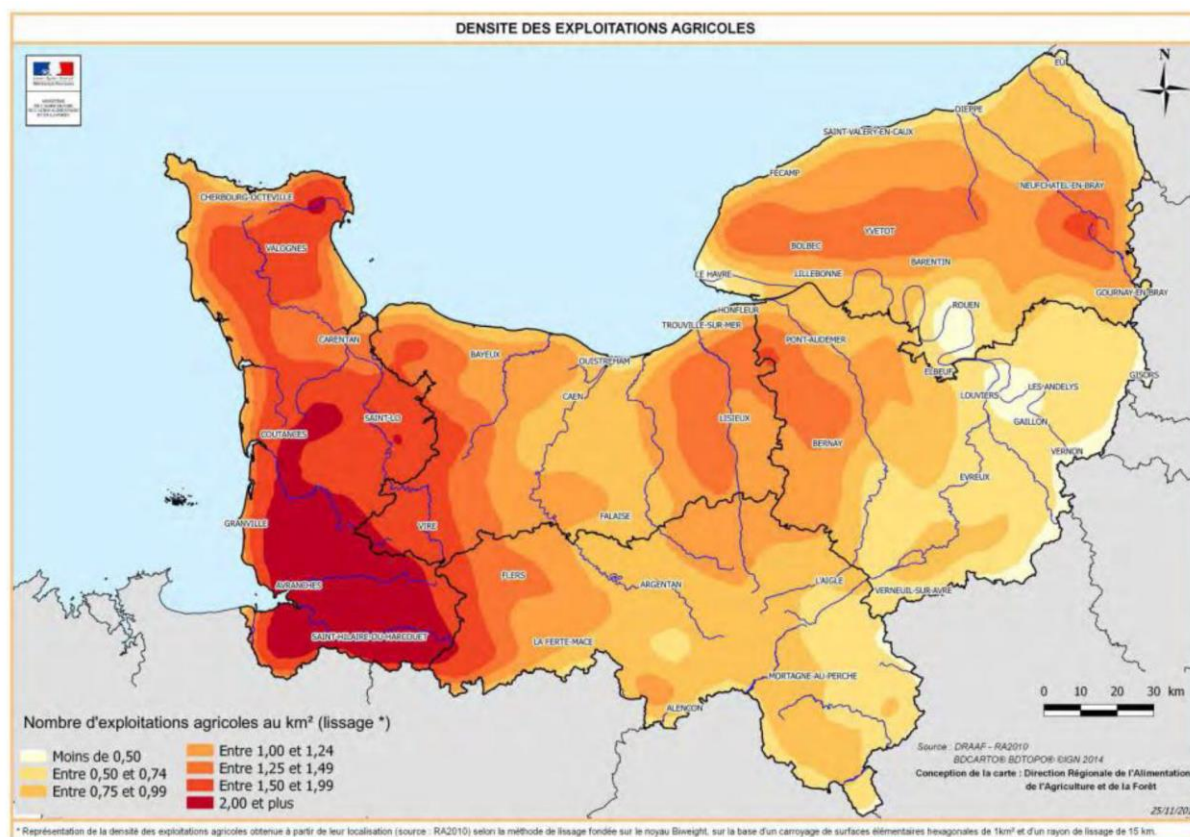 DENSITE DES EXPLOITATIONS AGRICOLES
N
EU
DIEPPE
SAINT-VALERY-EN-CAUX
FECAMP
NEUFCHATEL-EN-BRAY
CHERBOURG-OCTEVILLE
YVETOT
VALOGNES
BOLBEC
BARENTIN
LE HAVRE
LILLEBONNE
GOURNAY-EN-BRAY
ROUEN
HONFLEUR
TROUVILLE-SUR-MER
CARENTAN
PONT-AUDEMER
BAYEUX
OUISTREHAM
ELBEUF
GISORS
LES-ANDELYS
CAEN
LOUVIERS
SAINT-LO
LISIEUX
GAILLON
COUTANCES
BERNAY
VERNON
EVREUX
GRANVILLE
VIRE
FALAISE
FLERS
L'AIGLE
AVRANCHES
ARGENTAN
VERNEUIL-SUR-AVRE
SAINT-HILAIRE-DU-HARCOUET
LA FERTE-MACE
MORTAGNE-AU-PERCHE
ALENCON
0 10 20 30 km
Nombre d'exploitations agricoles au km² (lissage *)
Moins de 0,50
Entre 0,50 et 0,74
Entre 0,75 et 0,99
Entre 1,00 et 1,24
Entre 1,25 et 1,49
Entre 1,50 et 1,99
2,00 et plus
Source : DRAAF - RA2010
BDCARTO® BDTOPO® ©IGN 2014
Conception de la carte : Direction Régionale de l'Alimentation
de l'Agriculture et de la Forêt
25/11/201
* Représentation de la densité des exploitations agricoles obtenue à partir de leur localisation (source : RA2010) selon la méthode de lissage fondée sur le noyau Biweight, sur la base d'un carroyage de surfaces élémentaires hexagonales de 1km² et d'un rayon de lissage de 15 km.